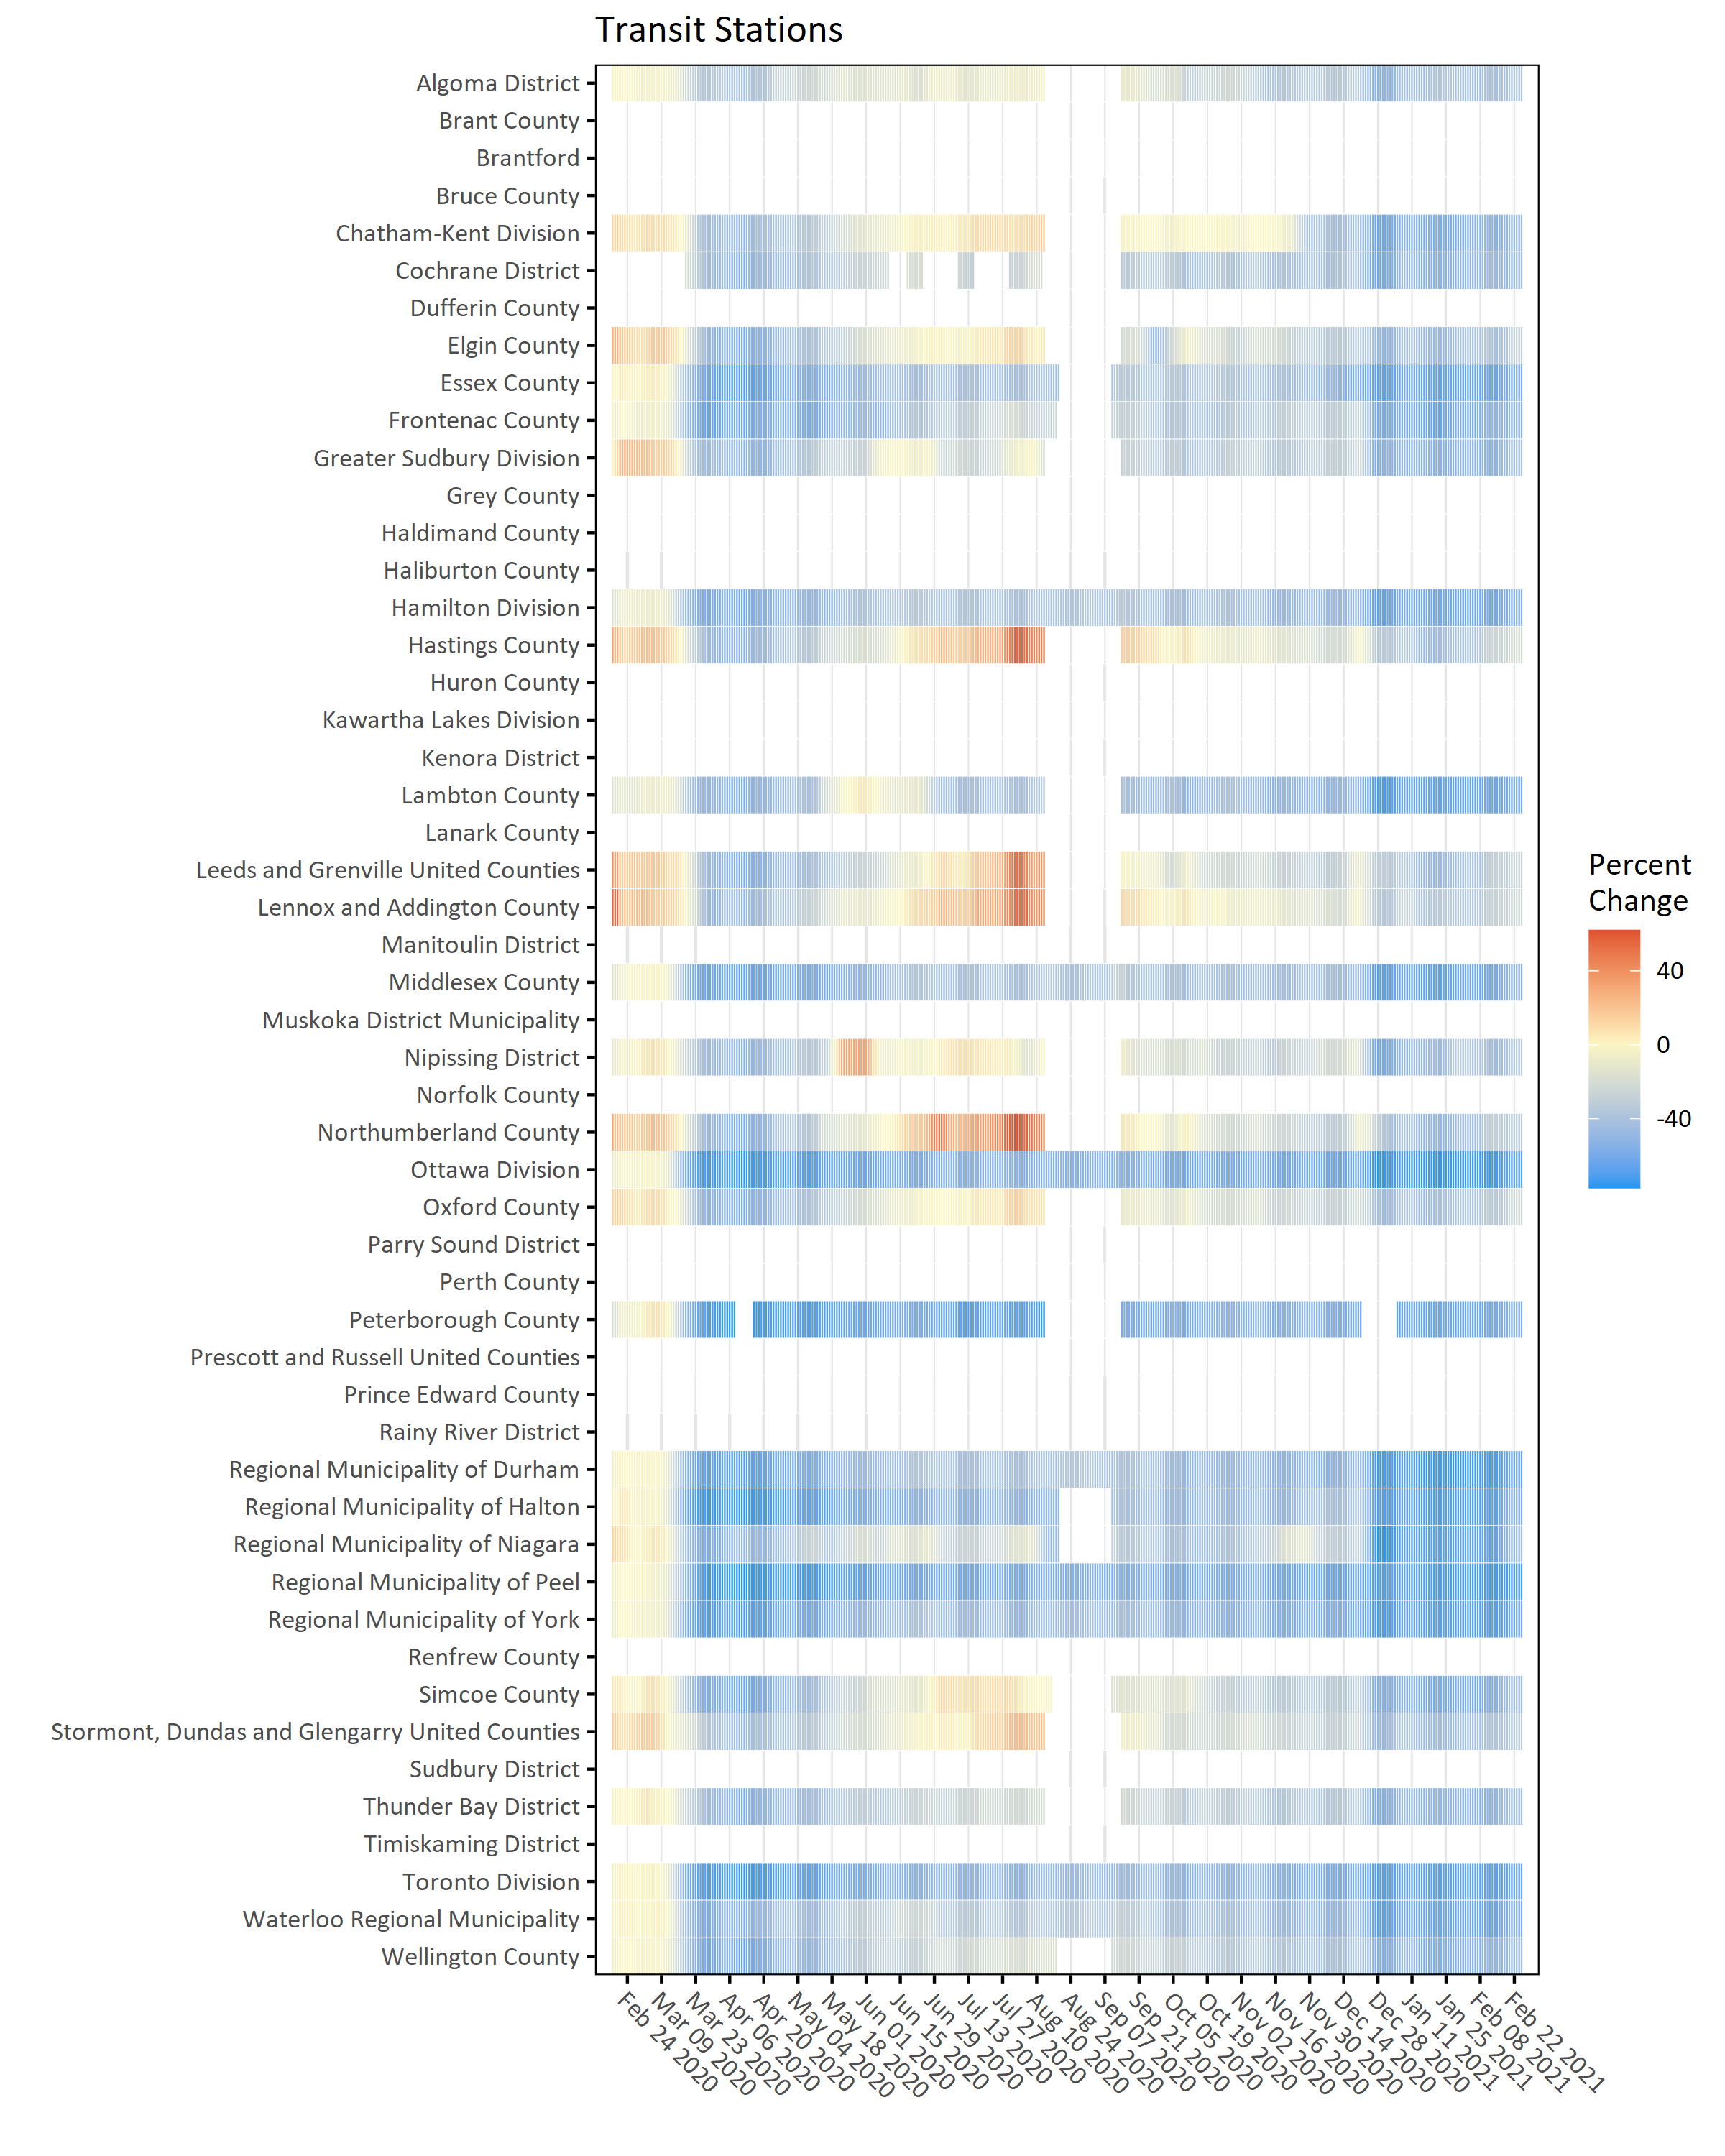 Transit Stations
Algoma District
Brant County
Brantford
Bruce County
Chatham-Kent Division
Cochrane District
Dufferin County
Elgin County
Essex County
Frontenac County
Greater Sudbury Division
Grey County
Haldimand County
Haliburton County
Hamilton Division
Hastings County
Huron County
Kawartha Lakes Division
Kenora District
Lambton County
Lanark County
Leeds and Grenville United Counties
Lennox and Addington County
Manitoulin District
Middlesex County
Muskoka District Municipality
Nipissing District
Norfolk County
Northumberland County
Ottawa Division
Oxford County
Parry Sound District
Perth County
Peterborough County
Prescott and Russell United Counties
Prince Edward County
Rainy River District
Regional Municipality of Durham
Regional Municipality of Halton
Regional Municipality of Niagara
Regional Municipality of Peel
Regional Municipality of York
Renfrew County
Simcoe County
Stormont, Dundas and Glengarry United Counties
Sudbury District
Thunder Bay District
Timiskaming District
Toronto Division
Waterloo Regional Municipality
Wellington County
Feb 24 2020
Mar 09 2020
Mar 23 2020
Apr 06 2020
Apr 20 2020
May 04 2020
May 18 2020
Jun 01 2020
Jun 15 2020
Jun 29 2020
Jul 13 2020
Jul 27 2020
Aug 10 2020
Aug 24 2020
Sep 07 2020
Sep 21 2020
Oct 05 2020
Oct 19 2020
Nov 02 2020
Nov 16 2020
Nov 30 2020
Dec 14 2020
Dec 28 2020
Jan 11 2021
Jan 25 2021
Feb 08 2021
Feb 22 2021
Percent
Change
40
0
-40